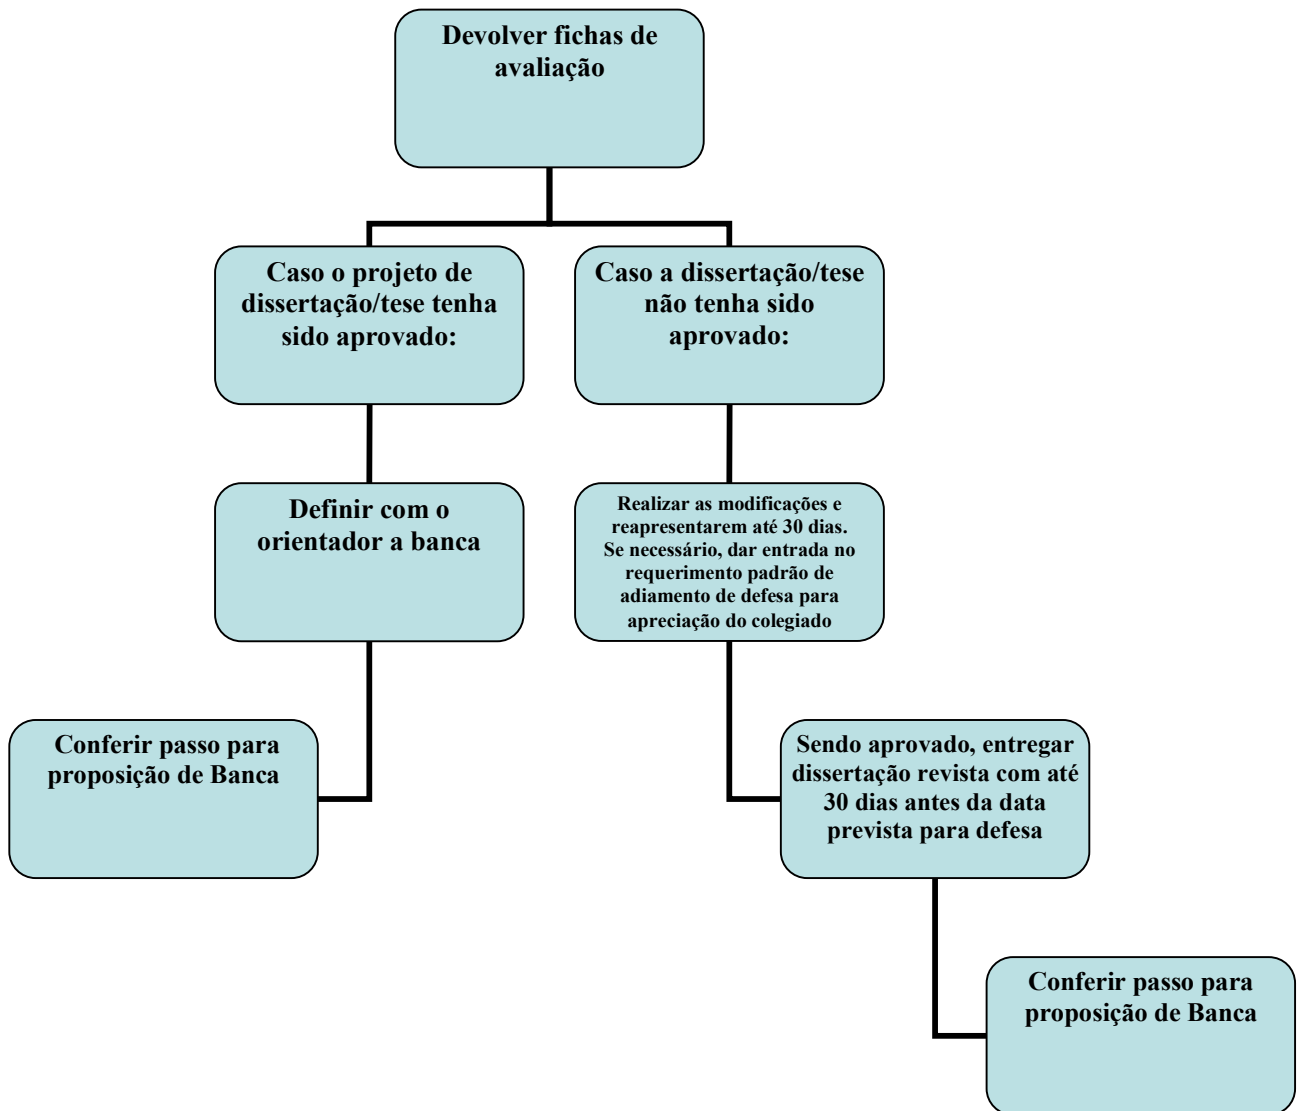 Devolver fichas de
avaliação
Caso o projeto de
dissertação/tese tenha
sido aprovado:
Caso a dissertação/tese
não tenha sido
aprovado:
Definir com o
orientador a banca
Realizar as modificações e
reapresentarem até 30 dias.
Se necessário, dar entrada no
requerimento padrão de
adiamento de defesa para
apreciação do colegiado
Conferir passo para
proposição de Banca
Sendo aprovado, entregar
dissertação revista com até
30 dias antes da data
prevista para defesa
Conferir passo para
proposição de Banca